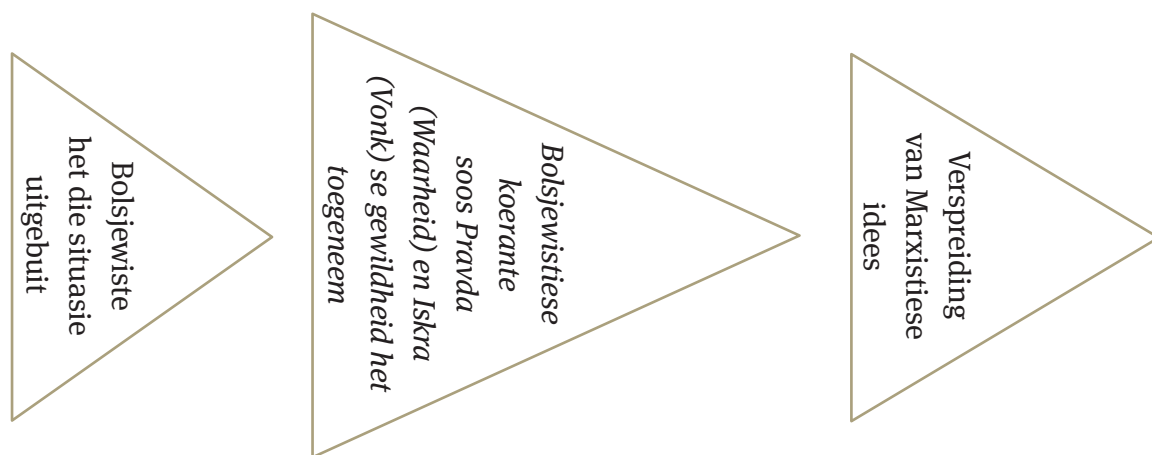 Verspreiding
van Marxistiese
idees
Bolsjewistiese
koerante
soos Pravda
(Waarheid) en Iskra
(Vonk) se gewildheid het
toegeneem
Bolsjewiste
het die situasie
uitgebuit